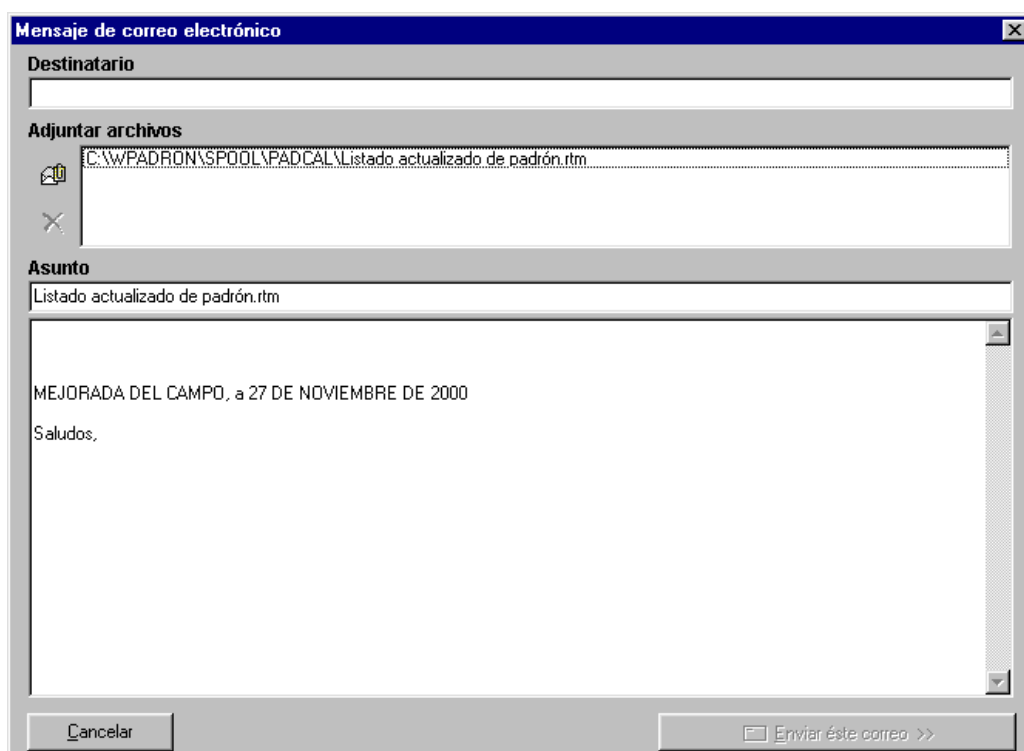 Mensaje de correo electrónico
Destinatario
Adjuntar archivos
C:\WPADRON\SPOOL\PADCAL\Listado actualizado de padrón.rtm
Asunto
Listado actualizado de padrón.rtm
MEJORADA DEL CAMPO, a 27 DE NOVIEMBRE DE 2000
Saludos,
Cancelar
Enviar éste correo >>